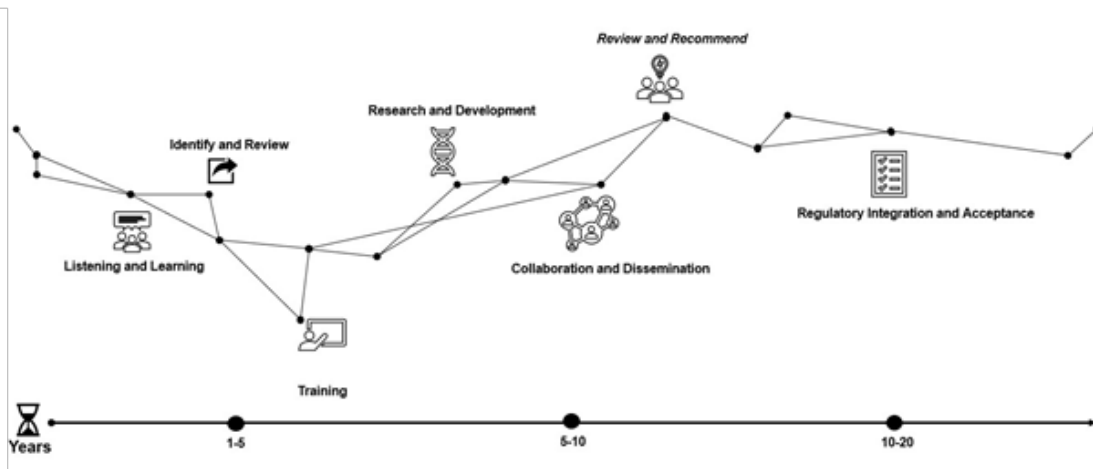 Review and Recommend
Research and Development
Identify and Review
Regulatory Integration and Acceptance
Listening and Learning
Collaboration and Dissemination
Training
Years
1-5
5-10
10-20